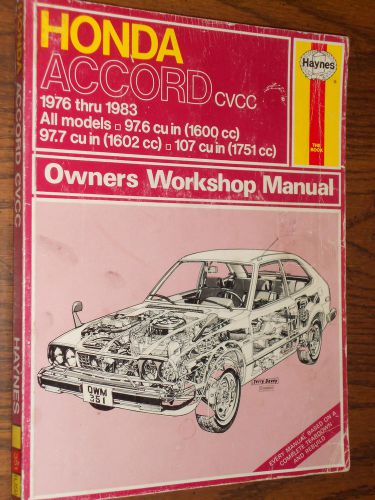 HONDA
ACCORD CVCC
1976 thru 1983
All models 97.6 cu in (1600 cc)
97.7 cu in (1602 cc) 107 cu in (1751 cc)
Haynes
THE BOOK
Owners Workshop Manual
Terry Davey
OWM
351
EVERY MANUAL BASED ON A
COMPLETE TEARDOWN
AND REBUILD
HONDA ACCORD CVCC
HAYNES
351